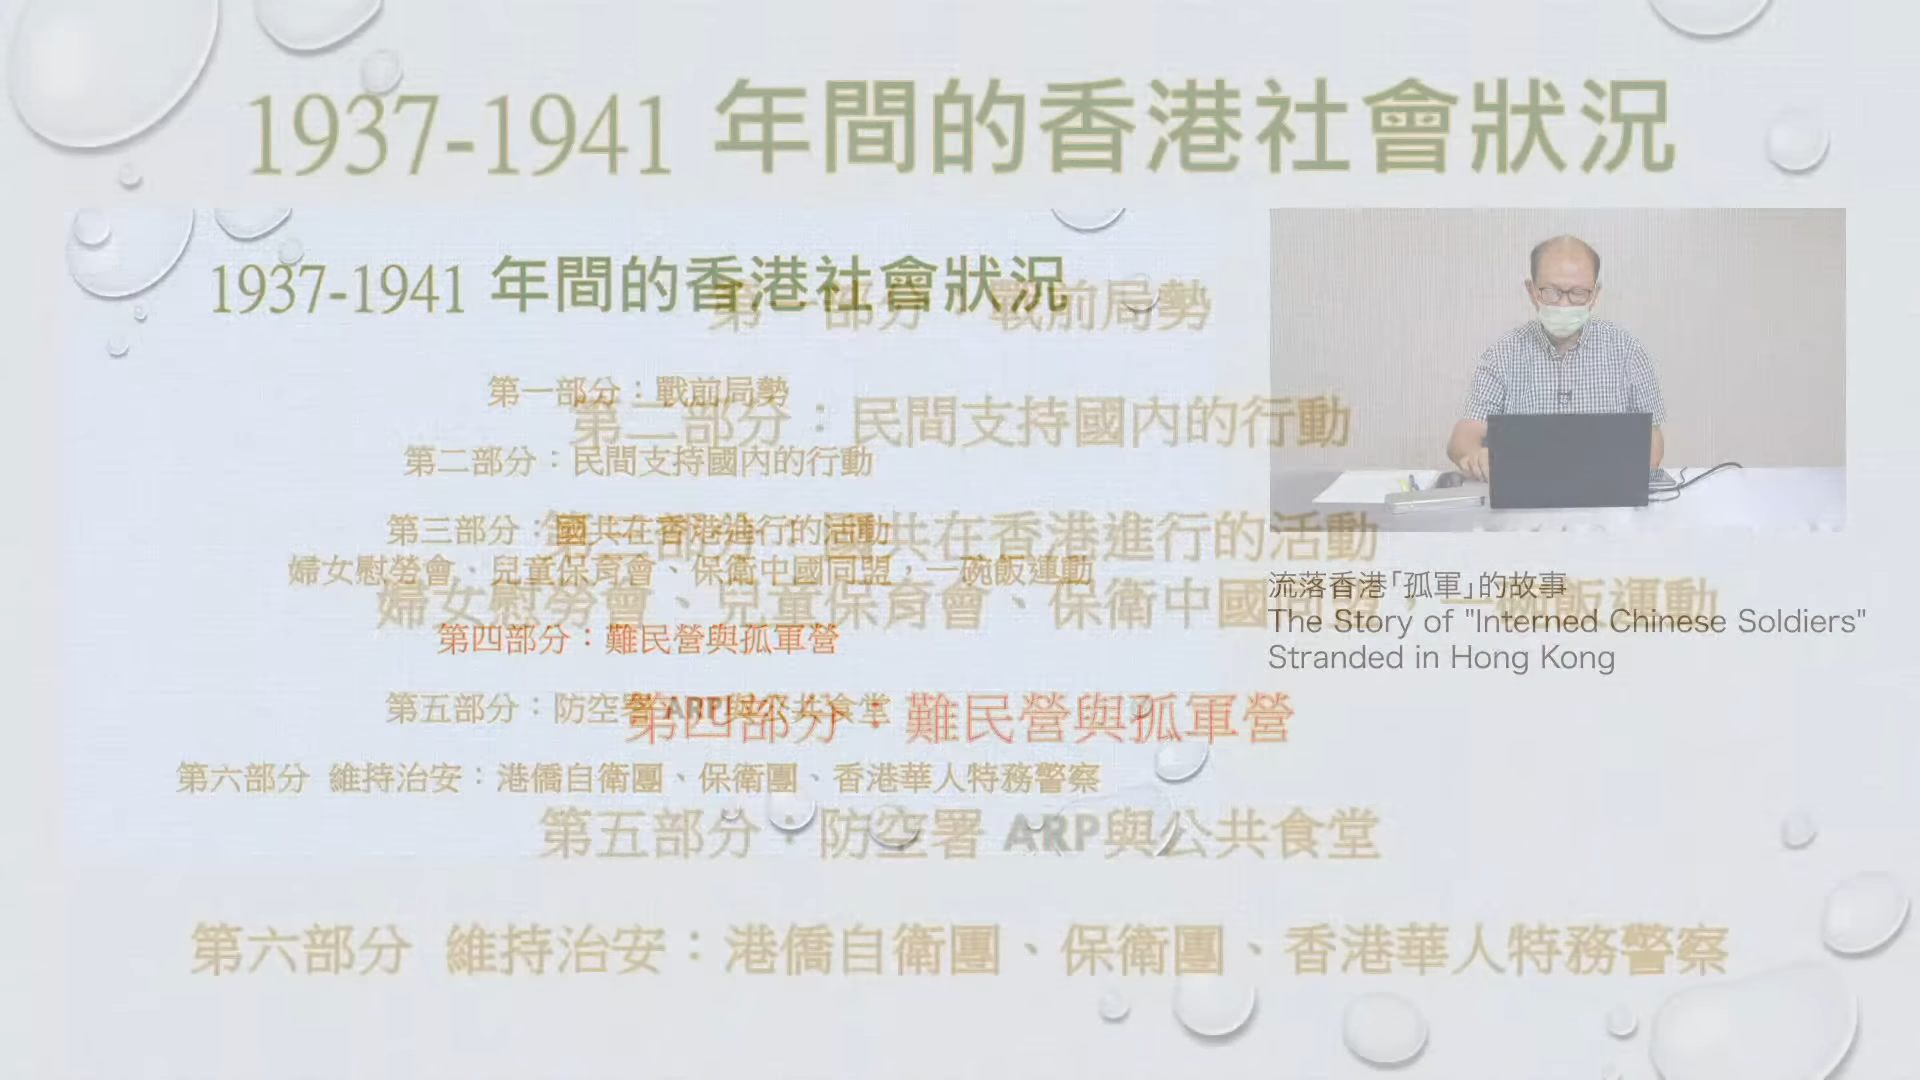 1937-1941 年間的香港社會狀況
1937-1941 年間的香港社會狀況
第一部分：戰前局勢
第一部分：戰前局勢
第二部分：民間支持國內的行動
第二部分：民間支持國內的行動
第三部分：國共在香港進行的活動
第三部分：國共在香港進行的活動
婦女慰勞會、兒童保育會、保衛中國同盟，一碗飯運動
婦女慰勞會、兒童保育會、保衛中國同盟，一碗飯運動
流落香港「孤軍」的故事
The Story of "Interned Chinese Soldiers"
Stranded in Hong Kong
第四部分：難民營與孤軍營
第四部分：難民營與孤軍營
第五部分：防空署 ARP與公共食堂
第六部分 維持治安：港僑自衛團、保衛團、香港華人特務警察
第五部分：防空署 ARP與公共食堂
第六部分 維持治安：港僑自衛團、保衛團、香港華人特務警察